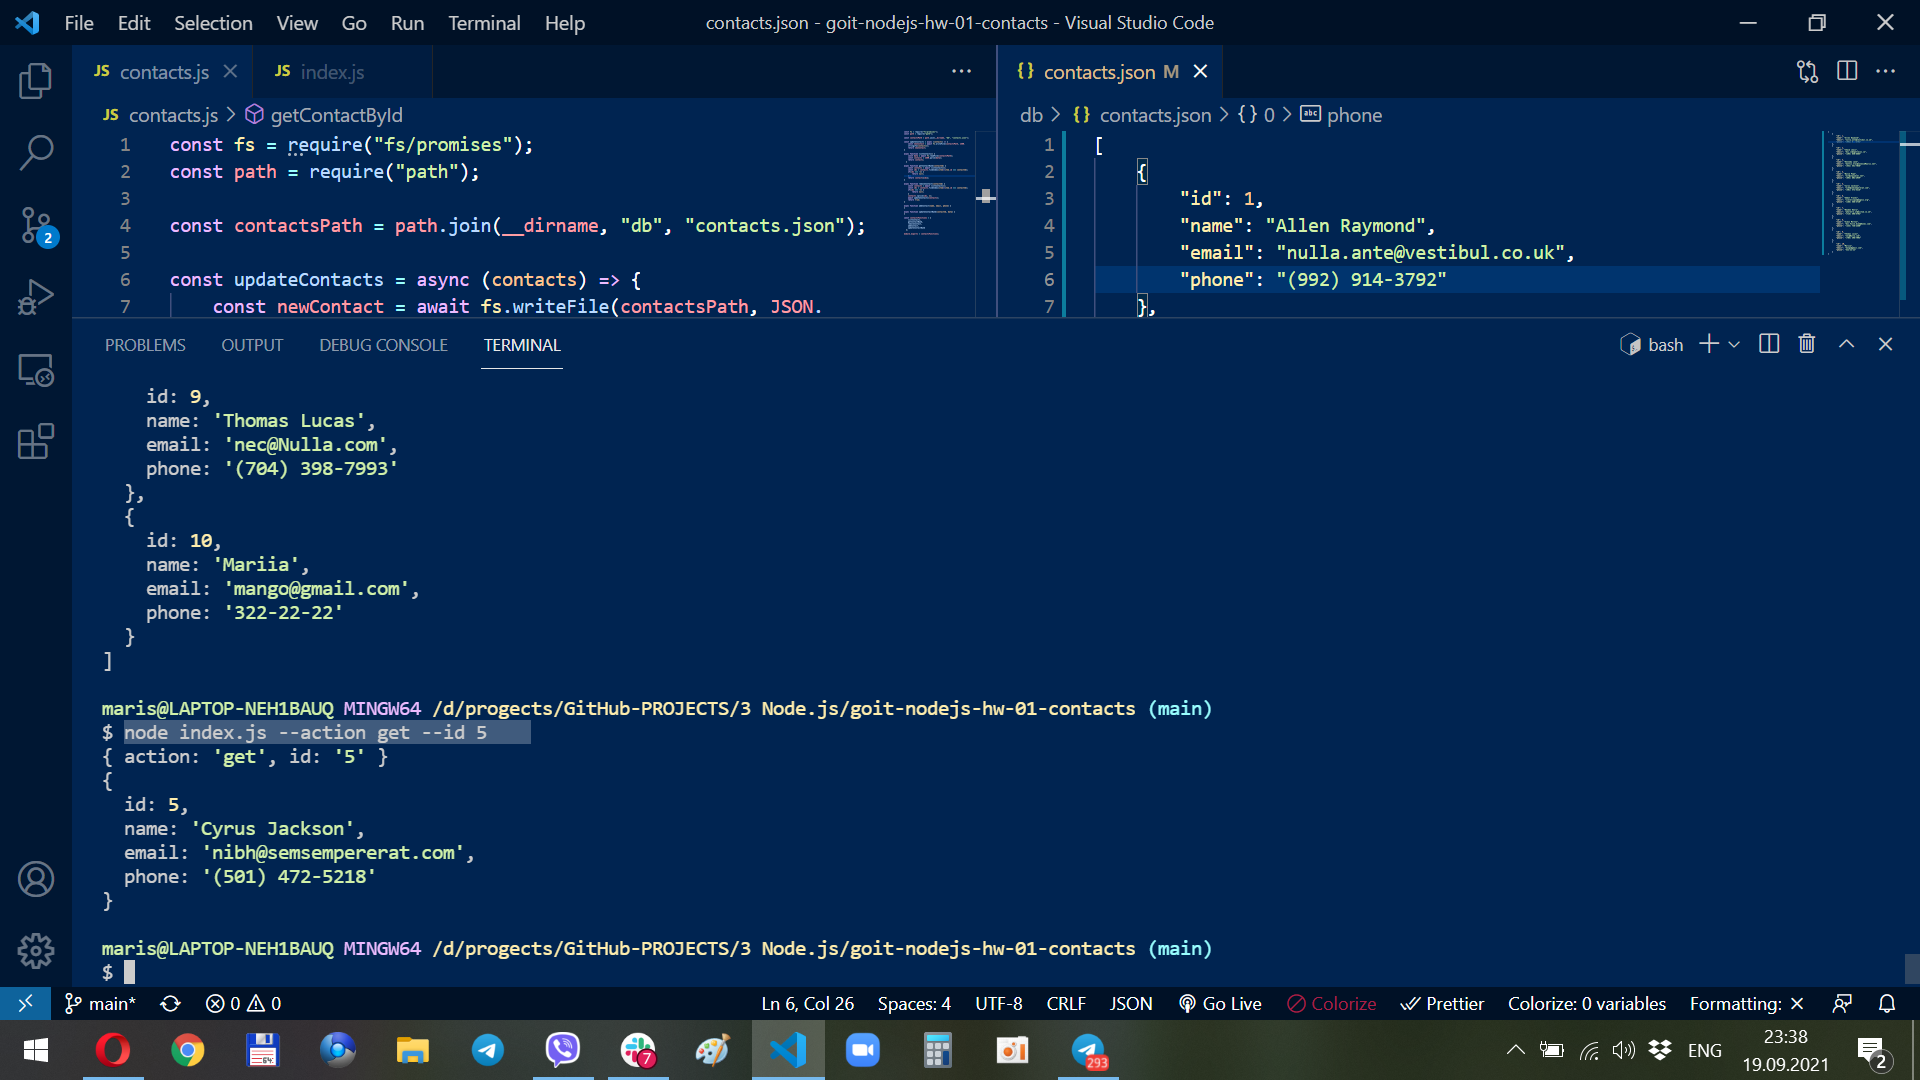 File Edit Selection View Go Run Terminal Help contacts.json - goit-nodejs-hw-01-contacts - Visual Studio Code
JS contacts.js
JS index.js
JS contacts.js > getContactById
1 const fs = require("fs/promises");
2 const path = require("path");
3
4 const contactsPath = path.join(__dirname, "db", "contacts.json");
5
6 const updateContacts = async (contacts) => {
7 const newContact = await fs.writeFile(contactsPath, JSON.
{} contacts.json M
db > {} contacts.json > {} 0 > abc phone
1 [
2 {
3 "id": 1,
4 "name": "Allen Raymond",
5 "email": "nulla.ante@vestibul.co.uk",
6 "phone": "(992) 914-3792"
7 },
PROBLEMS OUTPUT DEBUG CONSOLE TERMINAL bash
id: 9,
name: 'Thomas Lucas',
email: 'nec@Nulla.com',
phone: '(704) 398-7993'
},
{
id: 10,
name: 'Mariia',
email: 'mango@gmail.com',
phone: '322-22-22'
}
]
maris@LAPTOP-NEH1BAUQ MINGW64 /d/progects/GitHub-PROJECTS/3 Node.js/goit-nodejs-hw-01-contacts (main)
$ node index.js --action get --id 5
{ action: 'get', id: '5' }
{
id: 5,
name: 'Cyrus Jackson',
email: 'nibh@semsempererat.com',
phone: '(501) 472-5218'
}
maris@LAPTOP-NEH1BAUQ MINGW64 /d/progects/GitHub-PROJECTS/3 Node.js/goit-nodejs-hw-01-contacts (main)
$
2
main* 0 0 Ln 6, Col 26 Spaces: 4 UTF-8 CRLF JSON Go Live Colorize Prettier Colorize: 0 variables Formatting: ✕
64
7
293
ENG
23:38
19.09.2021
2